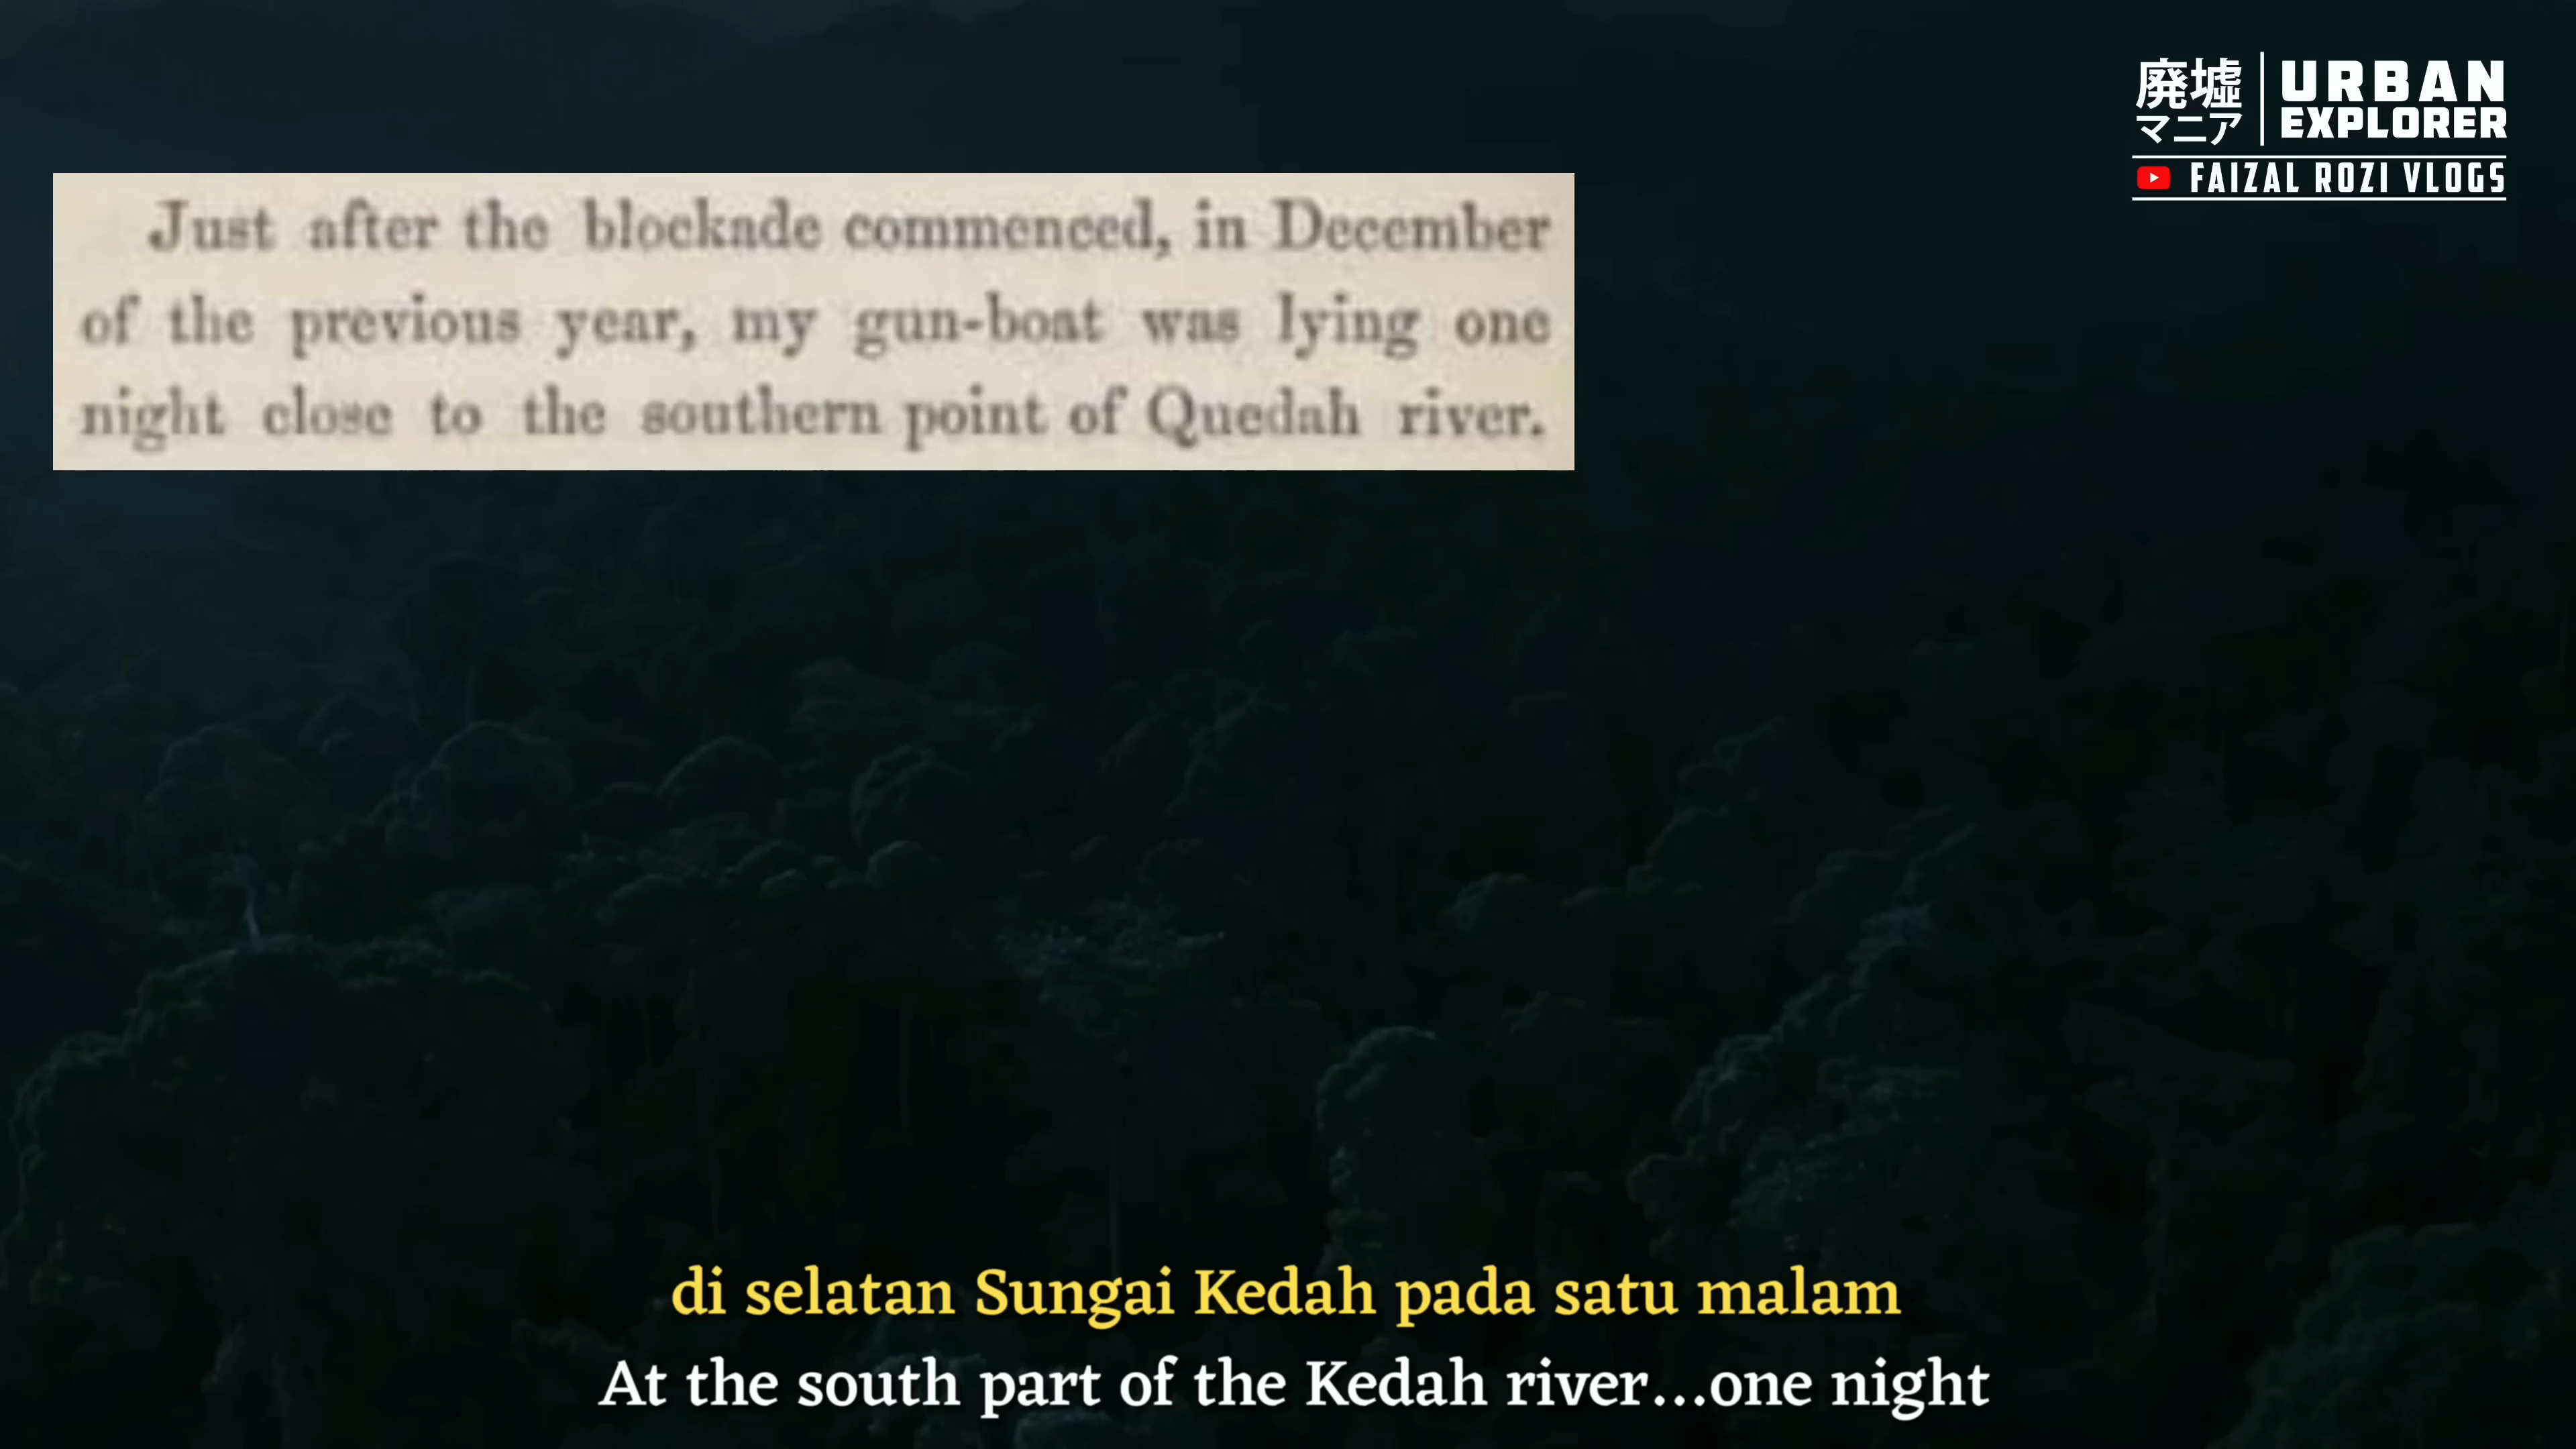 廃墟
マニア
URBAN
EXPLORER
FAIZAL ROZI VLOGS
Just after the blockade commenced, in December
of the previous year, my gun-boat was lying one
night close to the southern point of Quedah river.
di selatan Sungai Kedah pada satu malam
At the south part of the Kedah river...one night